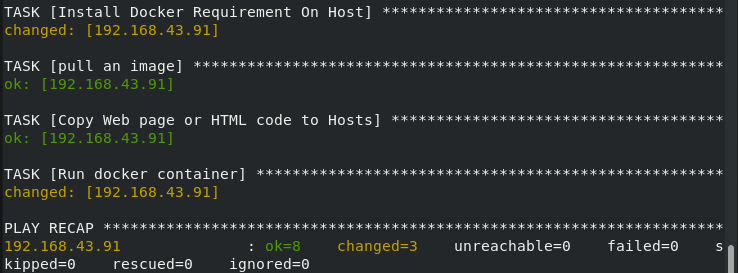 TASK [Install Docker Requirement On Host] **************************************
changed: [192.168.43.91]
TASK [pull an image] ***********************************************************
ok: [192.168.43.91]
TASK [Copy Web page or HTML code to Hosts] *************************************
ok: [192.168.43.91]
TASK [Run docker container] ****************************************************
changed: [192.168.43.91]
PLAY RECAP *********************************************************************
192.168.43.91              : ok=8    changed=3    unreachable=0    failed=0    s
kipped=0    rescued=0    ignored=0